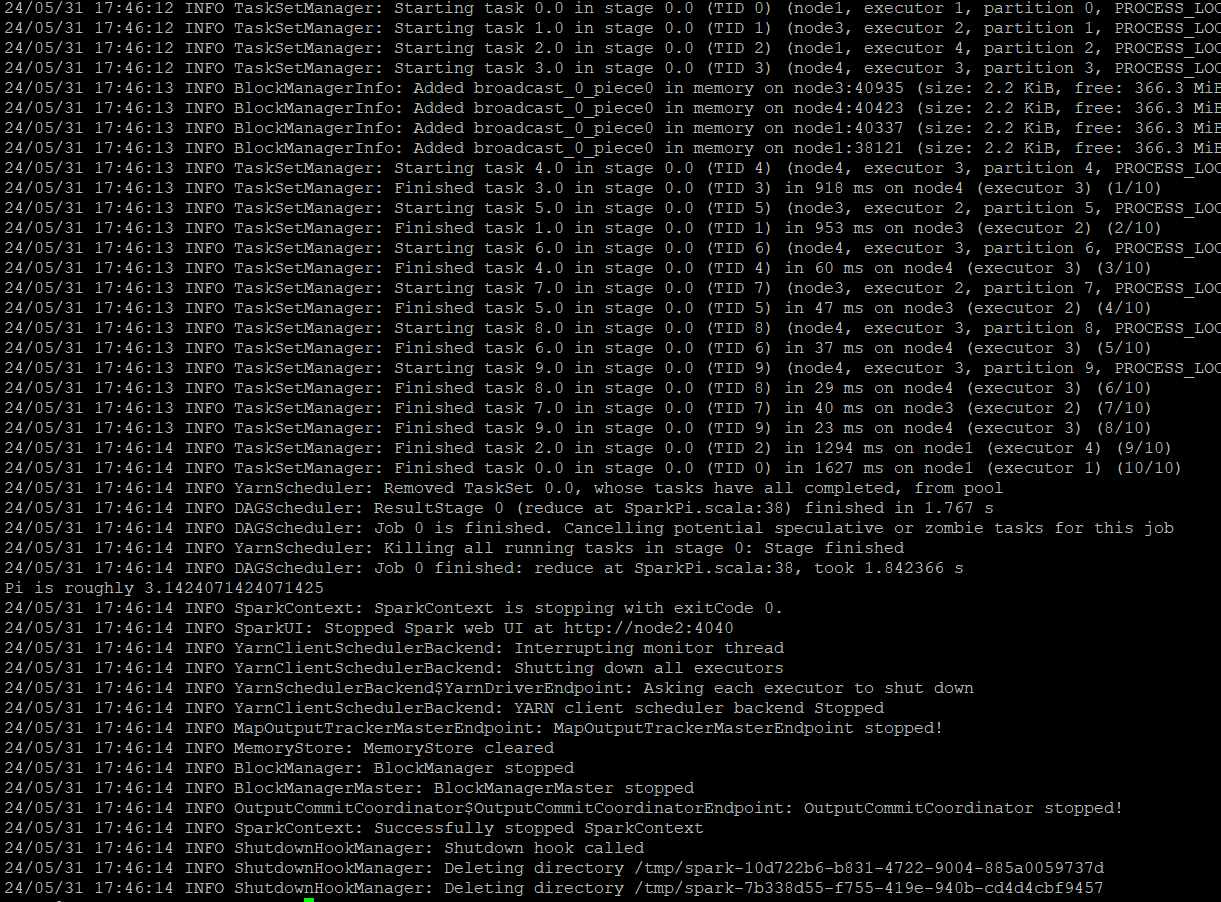 24/05/31 17:46:12 INFO TaskSetManager: Starting task 0.0 in stage 0.0 (TID 0) (node1, executor 1, partition 0, PROCESS_LOC
24/05/31 17:46:12 INFO TaskSetManager: Starting task 1.0 in stage 0.0 (TID 1) (node3, executor 2, partition 1, PROCESS_LOC
24/05/31 17:46:12 INFO TaskSetManager: Starting task 2.0 in stage 0.0 (TID 2) (node1, executor 4, partition 2, PROCESS_LOC
24/05/31 17:46:12 INFO TaskSetManager: Starting task 3.0 in stage 0.0 (TID 3) (node4, executor 3, partition 3, PROCESS_LOC
24/05/31 17:46:13 INFO BlockManagerInfo: Added broadcast_0_piece0 in memory on node3:40935 (size: 2.2 KiB, free: 366.3 MiB
24/05/31 17:46:13 INFO BlockManagerInfo: Added broadcast_0_piece0 in memory on node4:40423 (size: 2.2 KiB, free: 366.3 MiB
24/05/31 17:46:13 INFO BlockManagerInfo: Added broadcast_0_piece0 in memory on node1:40337 (size: 2.2 KiB, free: 366.3 MiB
24/05/31 17:46:13 INFO BlockManagerInfo: Added broadcast_0_piece0 in memory on node1:38121 (size: 2.2 KiB, free: 366.3 MiB
24/05/31 17:46:13 INFO TaskSetManager: Starting task 4.0 in stage 0.0 (TID 4) (node4, executor 3, partition 4, PROCESS_LOC
24/05/31 17:46:13 INFO TaskSetManager: Finished task 3.0 in stage 0.0 (TID 3) in 918 ms on node4 (executor 3) (1/10)
24/05/31 17:46:13 INFO TaskSetManager: Starting task 5.0 in stage 0.0 (TID 5) (node3, executor 2, partition 5, PROCESS_LOC
24/05/31 17:46:13 INFO TaskSetManager: Finished task 1.0 in stage 0.0 (TID 1) in 953 ms on node3 (executor 2) (2/10)
24/05/31 17:46:13 INFO TaskSetManager: Starting task 6.0 in stage 0.0 (TID 6) (node4, executor 3, partition 6, PROCESS_LOC
24/05/31 17:46:13 INFO TaskSetManager: Finished task 4.0 in stage 0.0 (TID 4) in 60 ms on node4 (executor 3) (3/10)
24/05/31 17:46:13 INFO TaskSetManager: Starting task 7.0 in stage 0.0 (TID 7) (node3, executor 2, partition 7, PROCESS_LOC
24/05/31 17:46:13 INFO TaskSetManager: Finished task 5.0 in stage 0.0 (TID 5) in 47 ms on node3 (executor 2) (4/10)
24/05/31 17:46:13 INFO TaskSetManager: Starting task 8.0 in stage 0.0 (TID 8) (node4, executor 3, partition 8, PROCESS_LOC
24/05/31 17:46:13 INFO TaskSetManager: Finished task 6.0 in stage 0.0 (TID 6) in 37 ms on node4 (executor 3) (5/10)
24/05/31 17:46:13 INFO TaskSetManager: Starting task 9.0 in stage 0.0 (TID 9) (node4, executor 3, partition 9, PROCESS_LOC
24/05/31 17:46:13 INFO TaskSetManager: Finished task 8.0 in stage 0.0 (TID 8) in 29 ms on node4 (executor 3) (6/10)
24/05/31 17:46:13 INFO TaskSetManager: Finished task 7.0 in stage 0.0 (TID 7) in 40 ms on node3 (executor 2) (7/10)
24/05/31 17:46:13 INFO TaskSetManager: Finished task 9.0 in stage 0.0 (TID 9) in 23 ms on node4 (executor 3) (8/10)
24/05/31 17:46:14 INFO TaskSetManager: Finished task 2.0 in stage 0.0 (TID 2) in 1294 ms on node1 (executor 4) (9/10)
24/05/31 17:46:14 INFO TaskSetManager: Finished task 0.0 in stage 0.0 (TID 0) in 1627 ms on node1 (executor 1) (10/10)
24/05/31 17:46:14 INFO YarnScheduler: Removed TaskSet 0.0, whose tasks have all completed, from pool
24/05/31 17:46:14 INFO DAGScheduler: ResultStage 0 (reduce at SparkPi.scala:38) finished in 1.767 s
24/05/31 17:46:14 INFO DAGScheduler: Job 0 is finished. Cancelling potential speculative or zombie tasks for this job
24/05/31 17:46:14 INFO YarnScheduler: Killing all running tasks in stage 0: Stage finished
24/05/31 17:46:14 INFO DAGScheduler: Job 0 finished: reduce at SparkPi.scala:38, took 1.842366 s
Pi is roughly 3.1424071424071425
24/05/31 17:46:14 INFO SparkContext: SparkContext is stopping with exitCode 0.
24/05/31 17:46:14 INFO SparkUI: Stopped Spark web UI at http://node2:4040
24/05/31 17:46:14 INFO YarnClientSchedulerBackend: Interrupting monitor thread
24/05/31 17:46:14 INFO YarnClientSchedulerBackend: Shutting down all executors
24/05/31 17:46:14 INFO YarnSchedulerBackend$YarnDriverEndpoint: Asking each executor to shut down
24/05/31 17:46:14 INFO YarnClientSchedulerBackend: YARN client scheduler backend Stopped
24/05/31 17:46:14 INFO MapOutputTrackerMasterEndpoint: MapOutputTrackerMasterEndpoint stopped!
24/05/31 17:46:14 INFO MemoryStore: MemoryStore cleared
24/05/31 17:46:14 INFO BlockManager: BlockManager stopped
24/05/31 17:46:14 INFO BlockManagerMaster: BlockManagerMaster stopped
24/05/31 17:46:14 INFO OutputCommitCoordinator$OutputCommitCoordinatorEndpoint: OutputCommitCoordinator stopped!
24/05/31 17:46:14 INFO SparkContext: Successfully stopped SparkContext
24/05/31 17:46:14 INFO ShutdownHookManager: Shutdown hook called
24/05/31 17:46:14 INFO ShutdownHookManager: Deleting directory /tmp/spark-10d722b6-b831-4722-9004-885a0059737d
24/05/31 17:46:14 INFO ShutdownHookManager: Deleting directory /tmp/spark-7b338d55-f755-419e-940b-cd4d4cbf9457